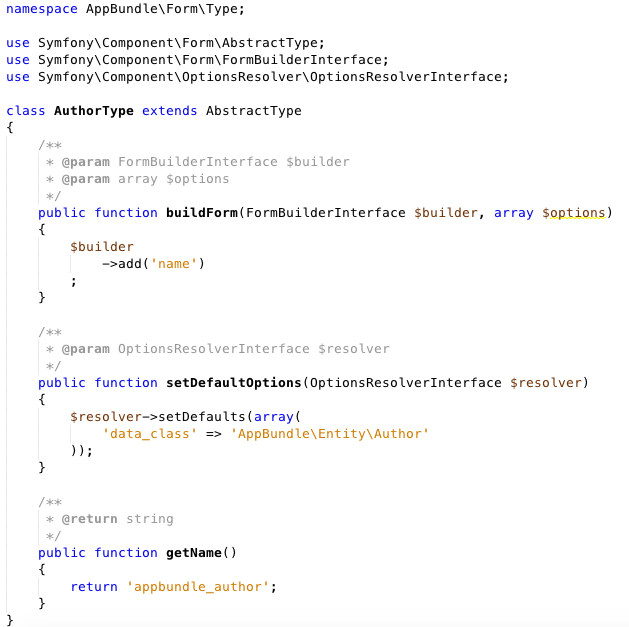 namespace AppBundle\Form\Type;

use Symfony\Component\Form\AbstractType;
use Symfony\Component\Form\FormBuilderInterface;
use Symfony\Component\OptionsResolver\OptionsResolverInterface;

class AuthorType extends AbstractType
{
    /**
     * @param FormBuilderInterface $builder
     * @param array $options
     */
    public function buildForm(FormBuilderInterface $builder, array $options)
    {
        $builder
            ->add('name')
        ;
    }

    /**
     * @param OptionsResolverInterface $resolver
     */
    public function setDefaultOptions(OptionsResolverInterface $resolver)
    {
        $resolver->setDefaults(array(
            'data_class' => 'AppBundle\Entity\Author'
        ));
    }

    /**
     * @return string
     */
    public function getName()
    {
        return 'appbundle_author';
    }
}